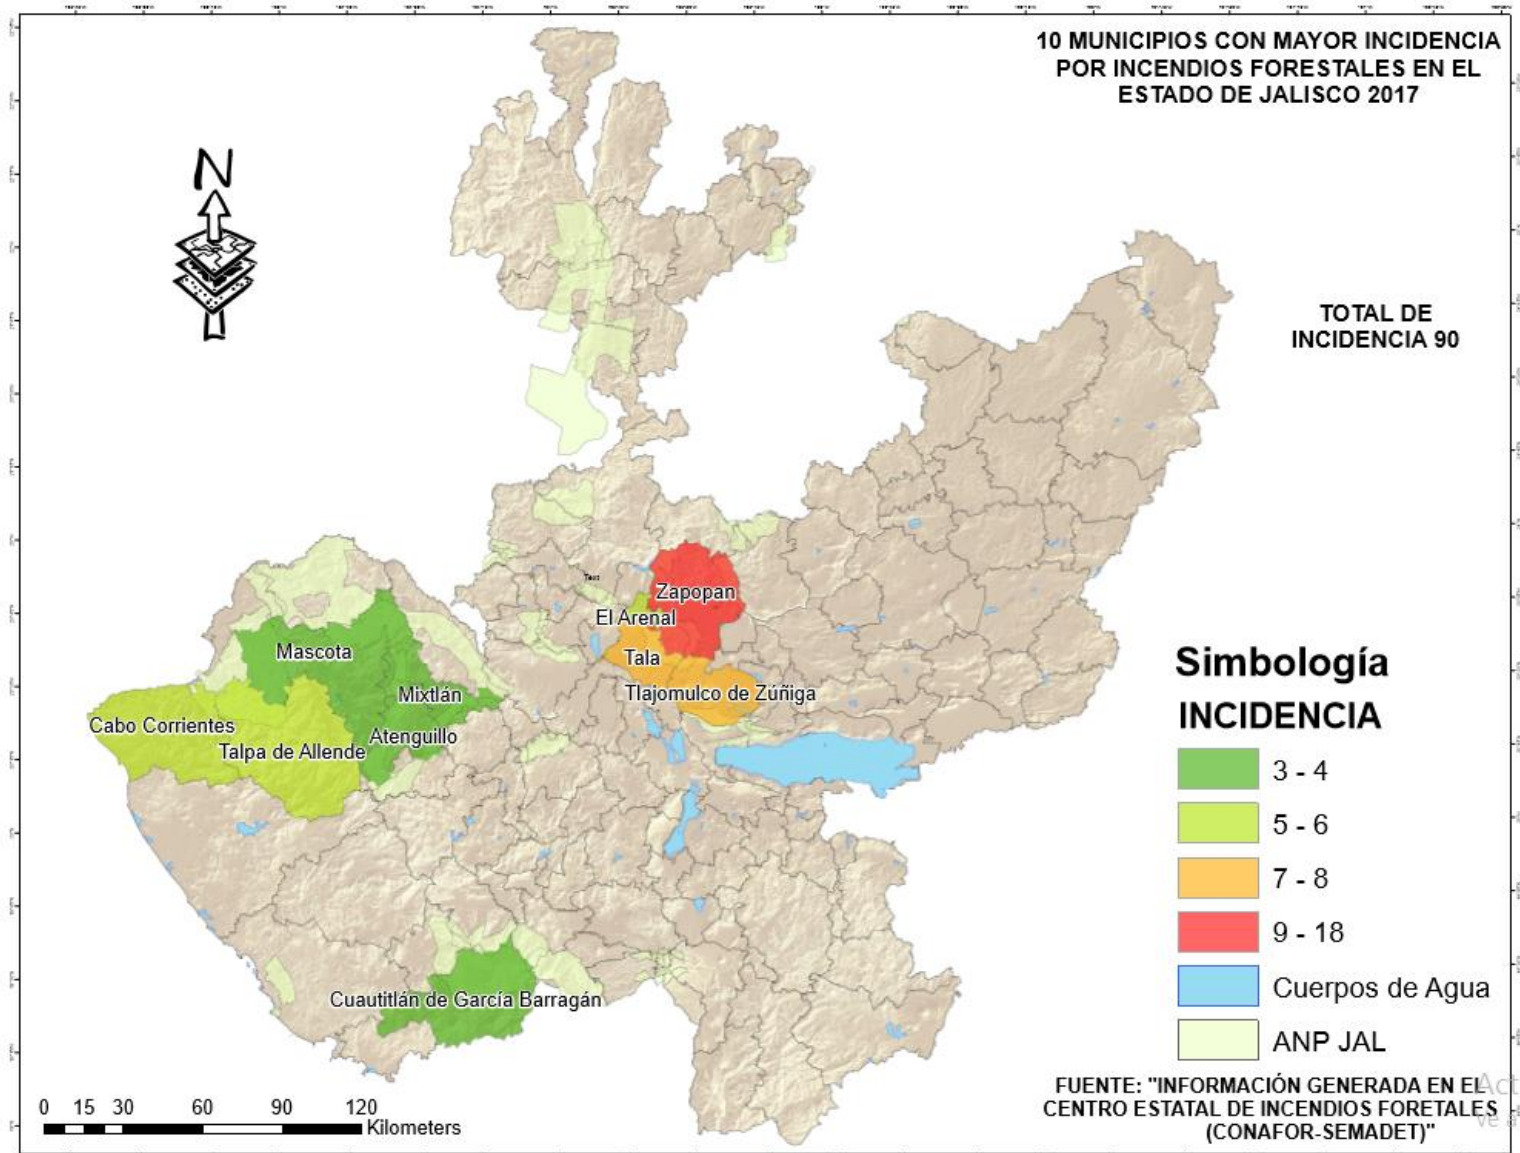 10 MUNICIPIOS CON MAYOR INCIDENCIA
POR INCENDIOS FORESTALES EN EL
ESTADO DE JALISCO 2017
N
TOTAL DE
INCIDENCIA 90
Zapopan
El Arenal
Tala
Tlajomulco de Zúñiga
Mascota
Mixtlán
Cabo Corrientes
Atenguillo
Talpa de Allende
Cuautitlán de García Barragán
Simbología
INCIDENCIA
3 - 4
5 - 6
7 - 8
9 - 18
Cuerpos de Agua
ANP JAL
0 15 30 60 90 120
Kilometers
FUENTE: "INFORMACIÓN GENERADA EN EL
CENTRO ESTATAL DE INCENDIOS FORETALES
(CONAFOR-SEMADET)"
Act
Ve a